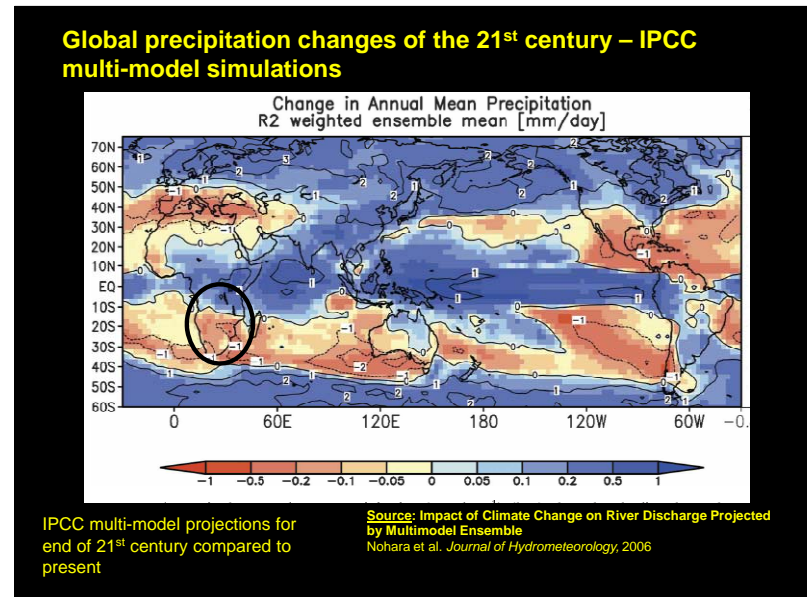 Global precipitation changes of the 21st century – IPCC
multi-model simulations
Change in Annual Mean Precipitation
R2 weighted ensemble mean [mm/day]
70N
60N
50N
40N
30N
20N
10N
EQ
10S
20S
30S
40S
50S
60S
0 60E 120E 180 120W 60W -0.
-1 -0.5 -0.2 -0.1 -0.05 0 0.05 0.1 0.2 0.5 1
IPCC multi-model projections for
end of 21st century compared to
present
Source: Impact of Climate Change on River Discharge Projected
by Multimodel Ensemble
Nohara et al. Journal of Hydrometeorology, 2006